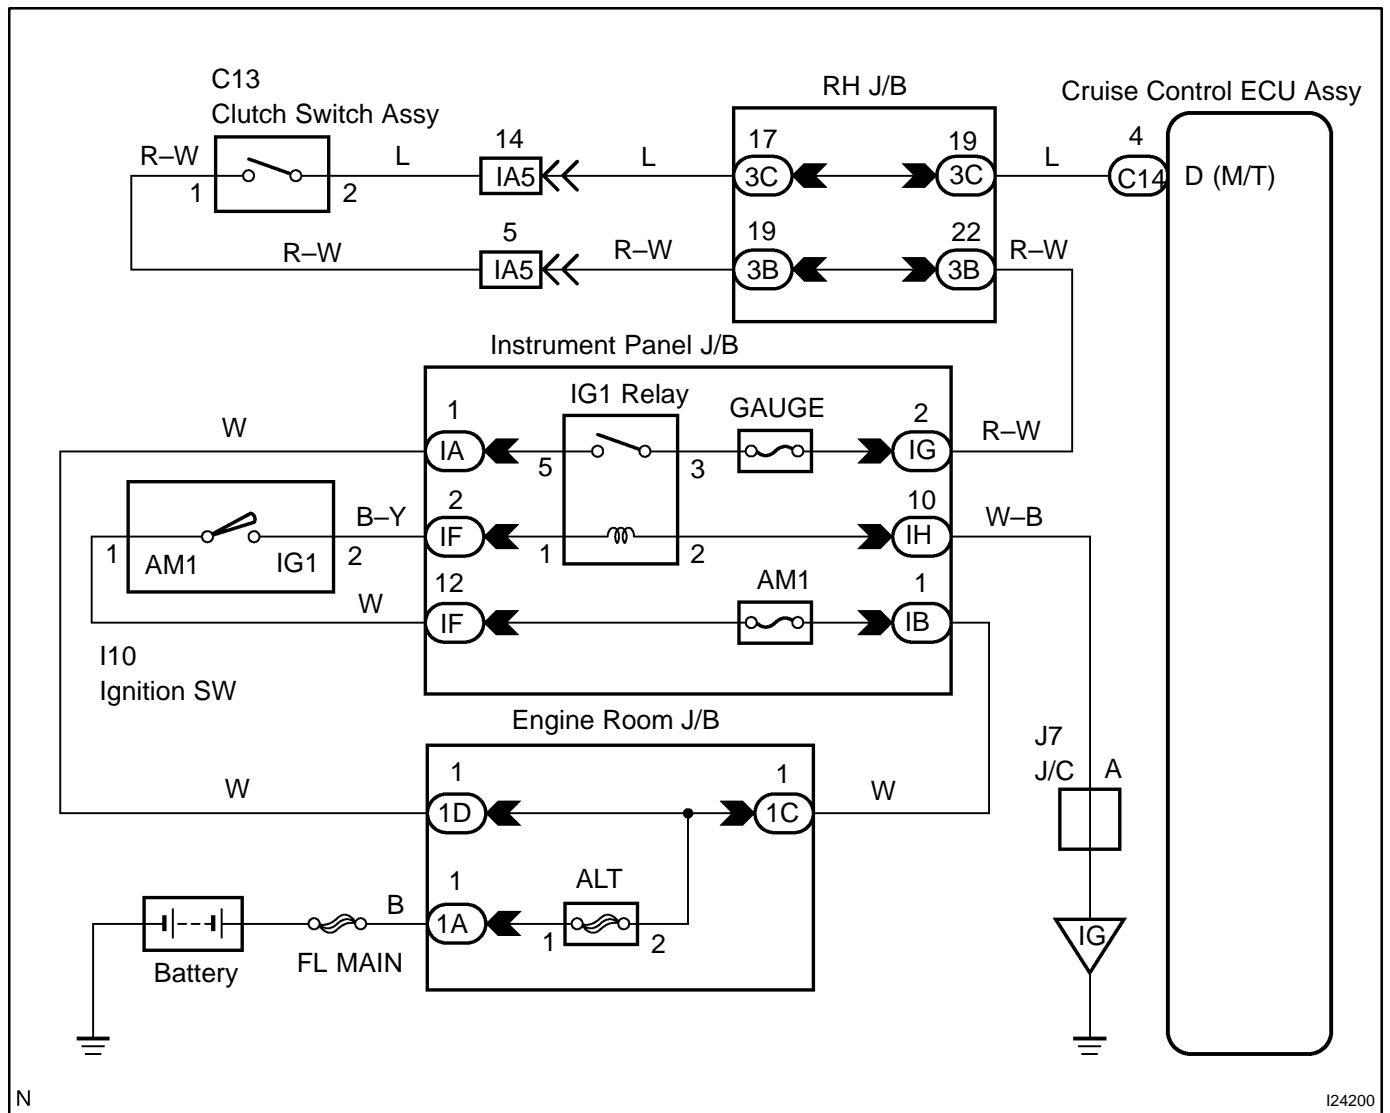 C13
Clutch Switch Assy
RH J/B
Cruise Control ECU Assy
R–W
1
2
L
14
IA5
L
17
3C
19
3C
L
4
C14
D (M/T)
R–W
5
IA5
R–W
19
3B
22
3B
R–W
Instrument Panel J/B
W
1
IA
IG1 Relay
5
3
GAUGE
2
IG
R–W
1
AM1
IG1
2
B–Y
2
IF
1
2
10
IH
W–B
W
12
IF
AM1
1
IB
I10
Ignition SW
Engine Room J/B
W
1
1D
1
1C
W
J7
J/C
A
Battery
FL MAIN
B
1
1A
ALT
1
2
IG
N
I24200